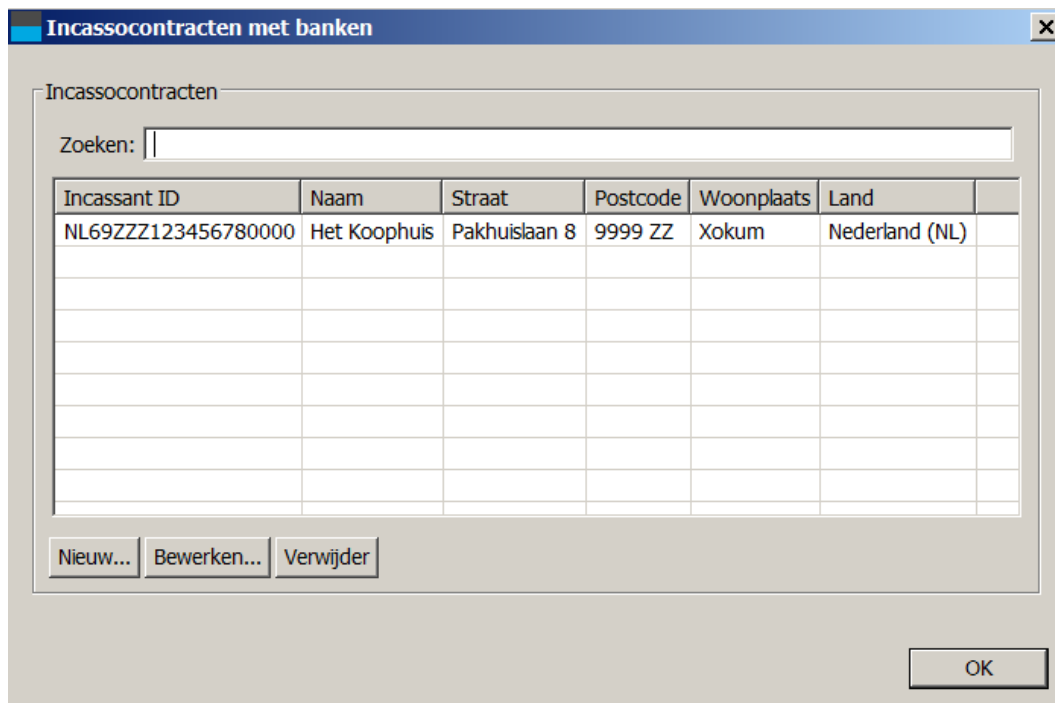 Incassocontracten met banken
Incassocontracten
Zoeken:
Incassant ID Naam Straat Postcode Woonplaats Land
NL69ZZZ123456780000 Het Koophuis Pakhuislaan 8 9999 ZZ Xokum Nederland (NL)
Nieuw... Bewerken... Verwijder
OK